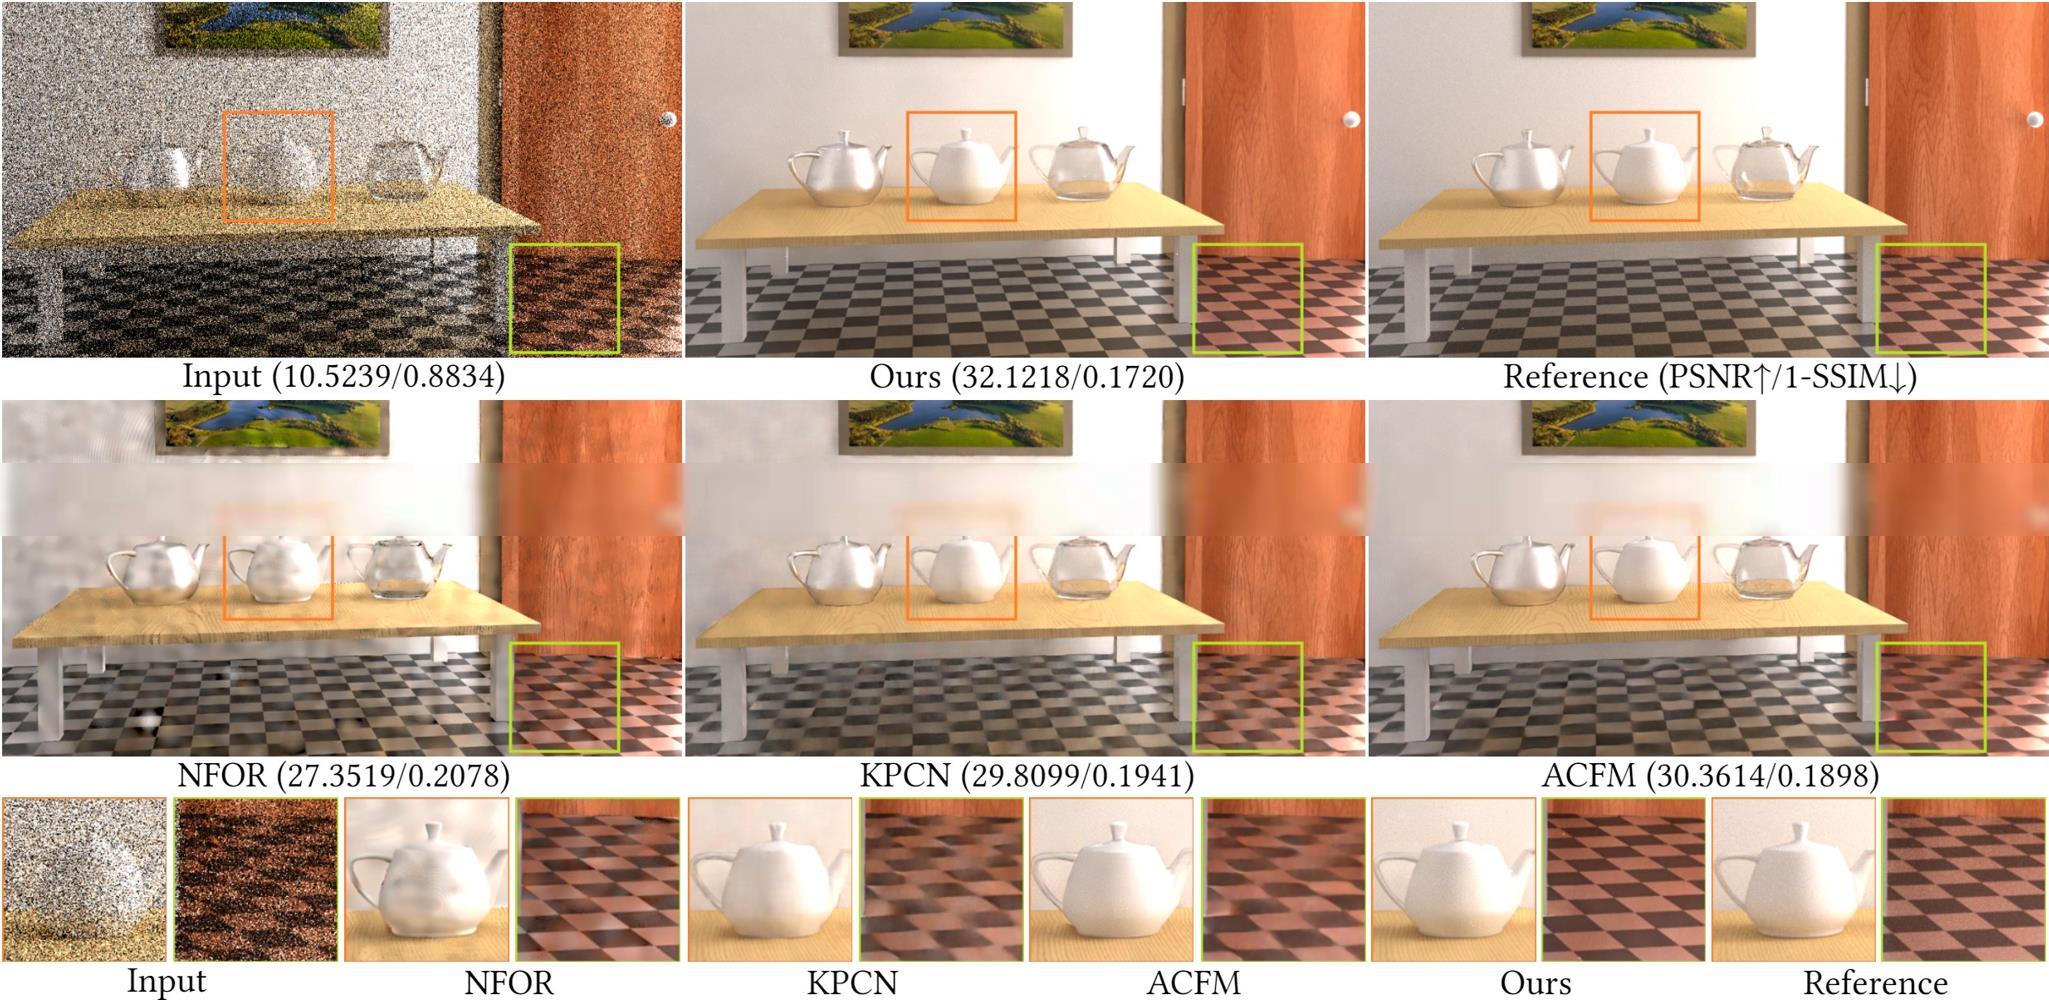 Input (10.5239/0.8834)
Ours (32.1218/0.1720)
Reference (PSNR↑/1-SSIM↓)
NFOR (27.3519/0.2078)
KPCN (29.8099/0.1941)
ACFM (30.3614/0.1898)
Input
NFOR
KPCN
ACFM
Ours
Reference